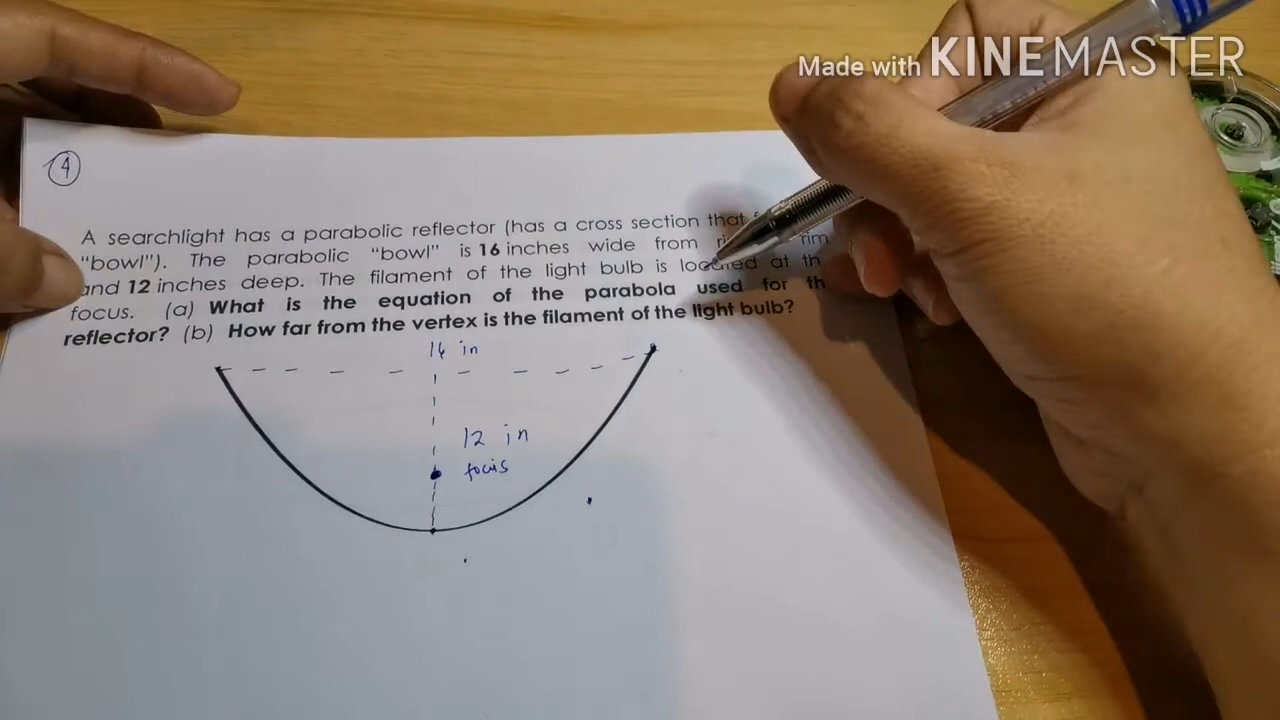 Made with KINEMASTER
4
A searchlight has a parabolic reflector (has a cross section that
"bowl"). The parabolic "bowl" is 16 inches wide from rim
and 12 inches deep. The filament of the light bulb is located at th
focus. (a) What is the equation of the parabola used for th
reflector? (b) How far from the vertex is the filament of the light bulb?
16 in
12 in
focus